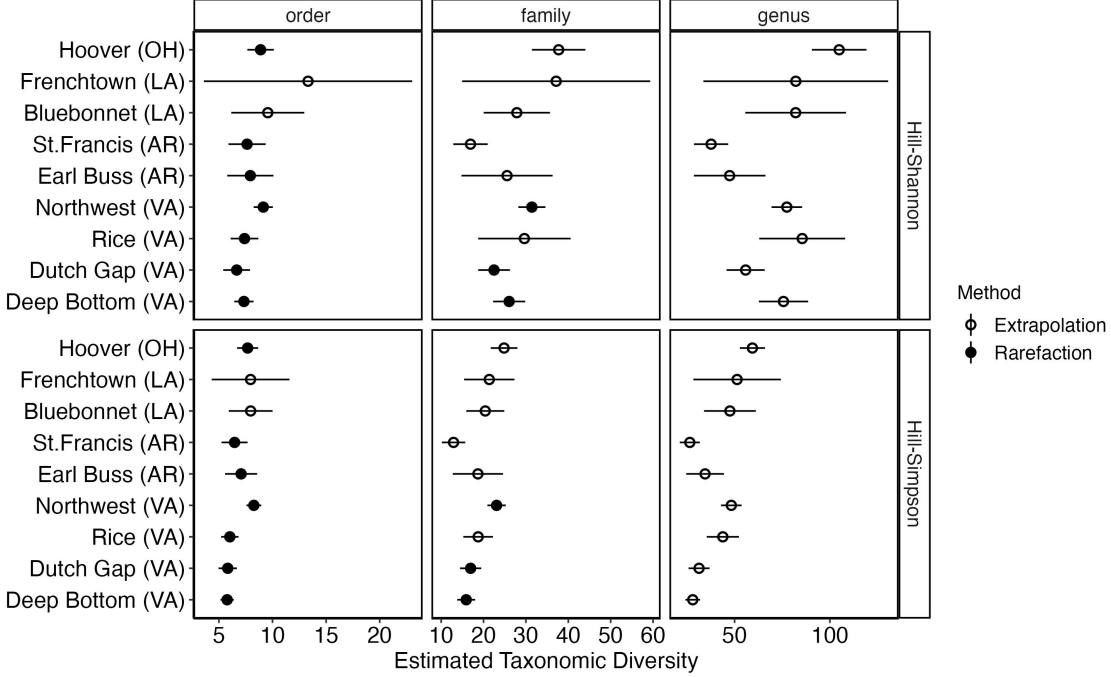 order family genus
Hoover (OH)
Frenchtown (LA)
Bluebonnet (LA)
St.Francis (AR)
Earl Buss (AR)
Northwest (VA)
Rice (VA)
Dutch Gap (VA)
Deep Bottom (VA)
Hill-Shannon
Hoover (OH)
Frenchtown (LA)
Bluebonnet (LA)
St.Francis (AR)
Earl Buss (AR)
Northwest (VA)
Rice (VA)
Dutch Gap (VA)
Deep Bottom (VA)
Hill-Simpson
5 10 15 20 10 20 30 40 50 60 50 100
Estimated Taxonomic Diversity
Method
Extrapolation
Rarefaction